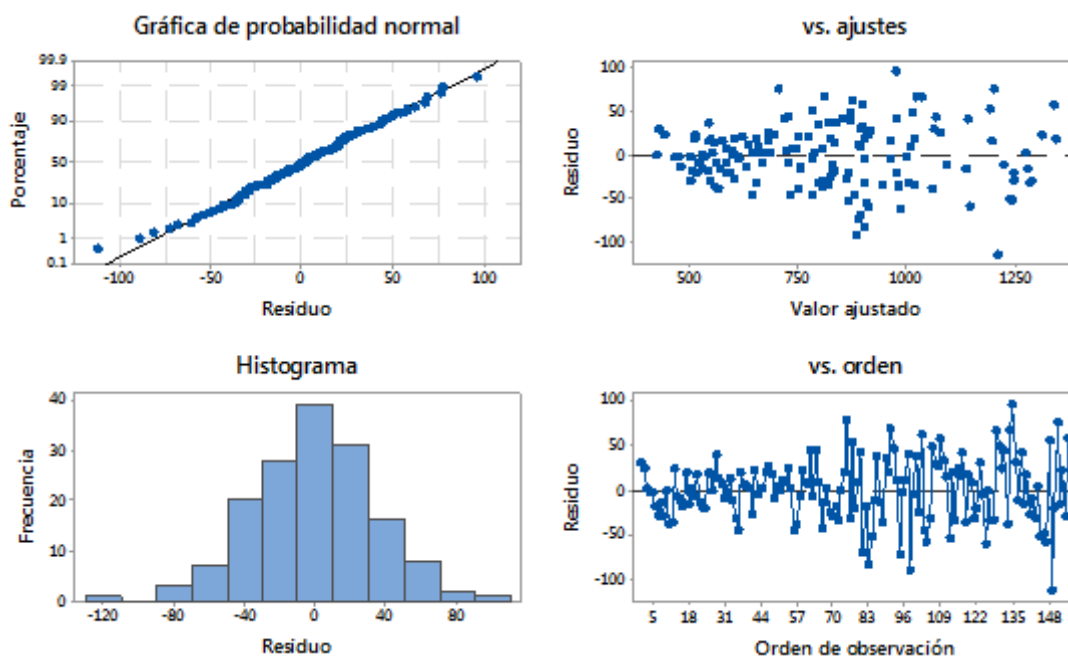 Gráfica de probabilidad normal
99.9
99
90
50
10
1
0.1
Porcentaje
-100 -50 0 50 100
Residuo
vs. ajustes
100
50
0
-50
-100
Residuo
500 750 1000 1250
Valor ajustado
Histograma
40
30
20
10
0
Frecuencia
-120 -80 -40 0 40 80
Residuo
vs. orden
100
50
0
-50
-100
Residuo
5 18 31 44 57 70 83 96 109 122 135 148
Orden de observación